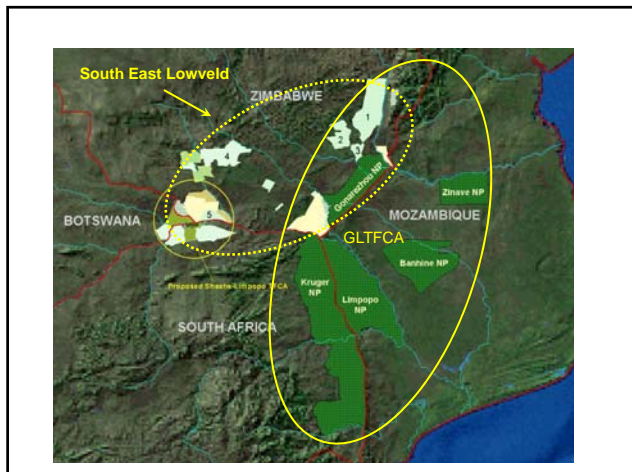 South East Lowveld
ZIMBABWE
1
2
3
4
Gonarezhou NP
Zinave NP
BOTSWANA
5
MOZAMBIQUE
GLTFCA
Banhine NP
Proposed Shashe-Limpopo TFCA
Kruger
NP
Limpopo
NP
SOUTH AFRICA